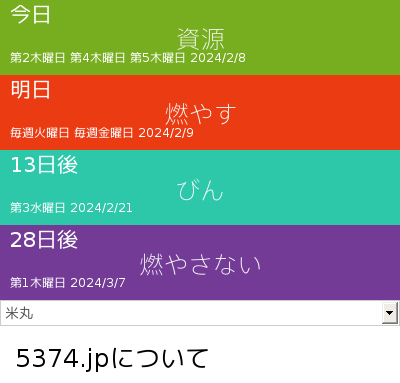 今日
資源
第2木曜日 第4木曜日 第5木曜日 2024/2/8
明日
燃やす
毎週火曜日 毎週金曜日 2024/2/9
13日後
びん
第3水曜日 2024/2/21
28日後
燃やさない
第1木曜日 2024/3/7
米丸
5374.jpについて